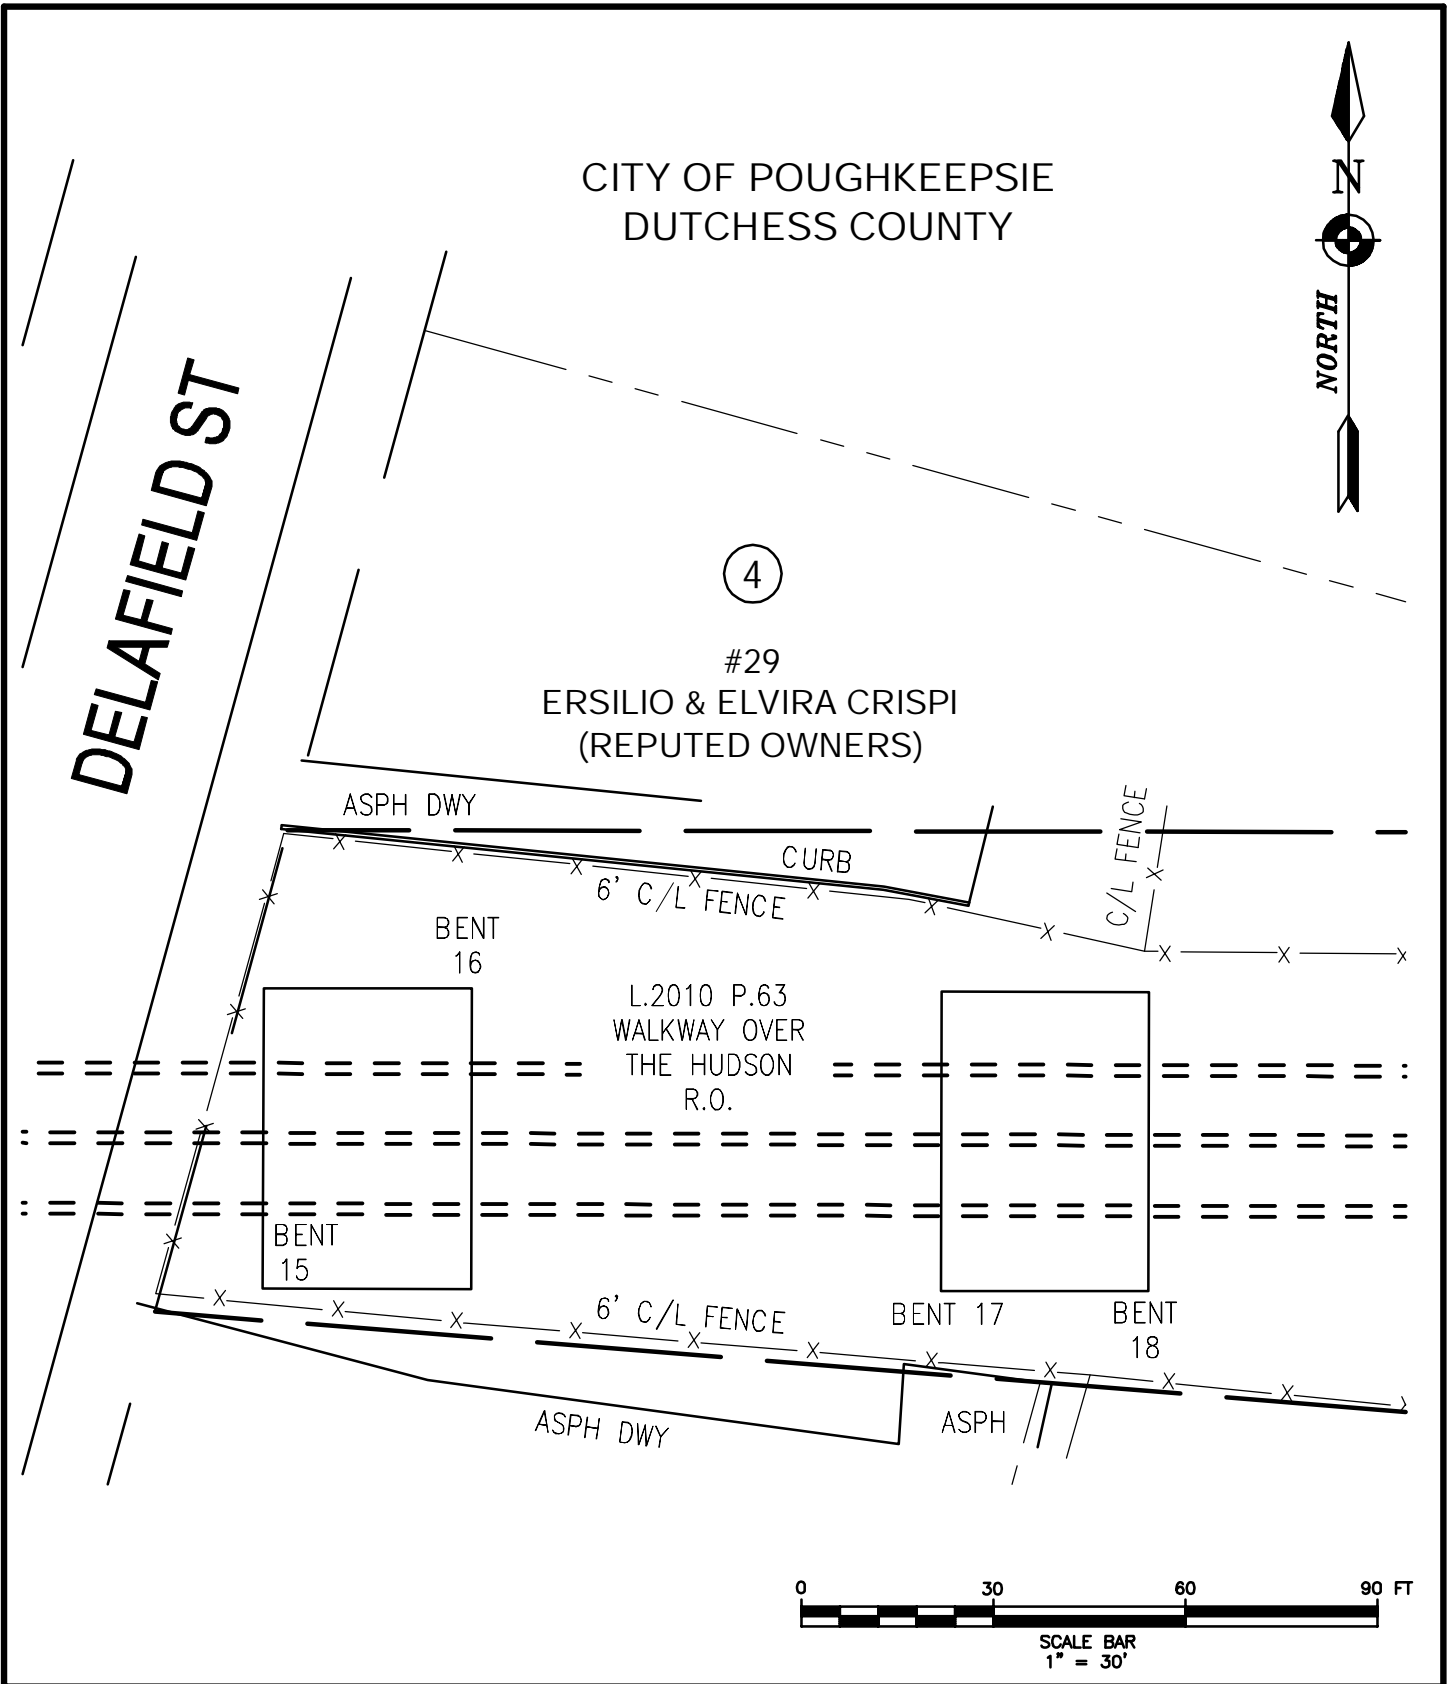 CITY OF POUGHKEEPSIE
DUTCHESS COUNTY
N
NORTH
DELAFIELD ST
4
#29
ERSILIO & ELVIRA CRISPI
(REPUTED OWNERS)
ASPH DWY
CURB
6' C/L FENCE
C/L FENCE
BENT
16
L.2010 P.63
WALKWAY OVER
THE HUDSON
R.O.
BENT
15
6' C/L FENCE
BENT 17
BENT
18
ASPH DWY
ASPH
0 30 60 90 FT
SCALE BAR
1" = 30'